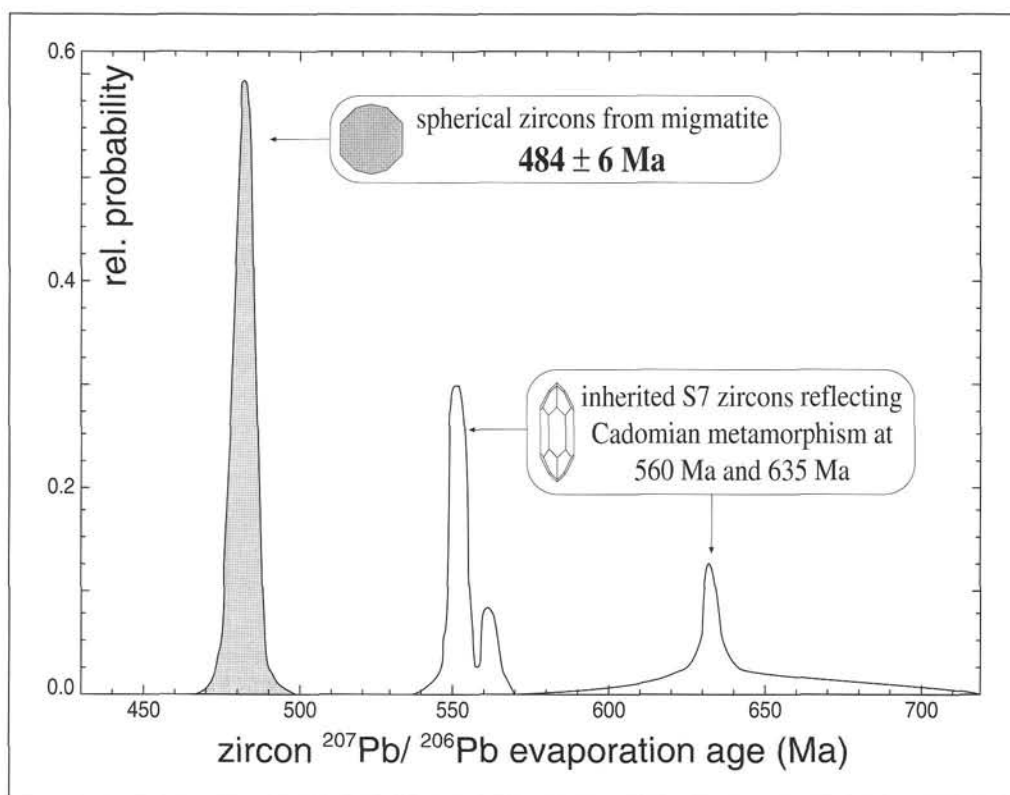 0.6
rel. probability
spherical zircons from migmatite
484 ± 6 Ma
0.4
inherited S7 zircons reflecting
Cadomian metamorphism at
560 Ma and 635 Ma
0.2
0.0
450 500 550 600 650 700
zircon ²⁰⁷Pb/ ²⁰⁶Pb evaporation age (Ma)